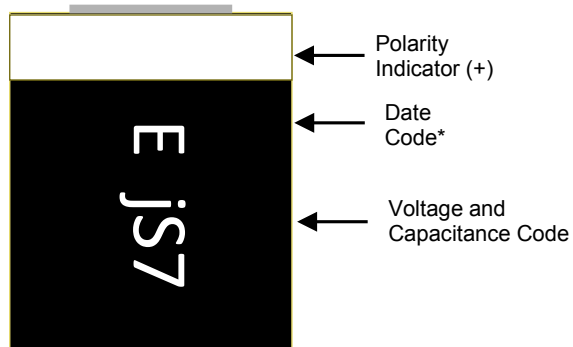 Polarity
Indicator (+)
Date
Code*
E jS7
Voltage and
Capacitance Code